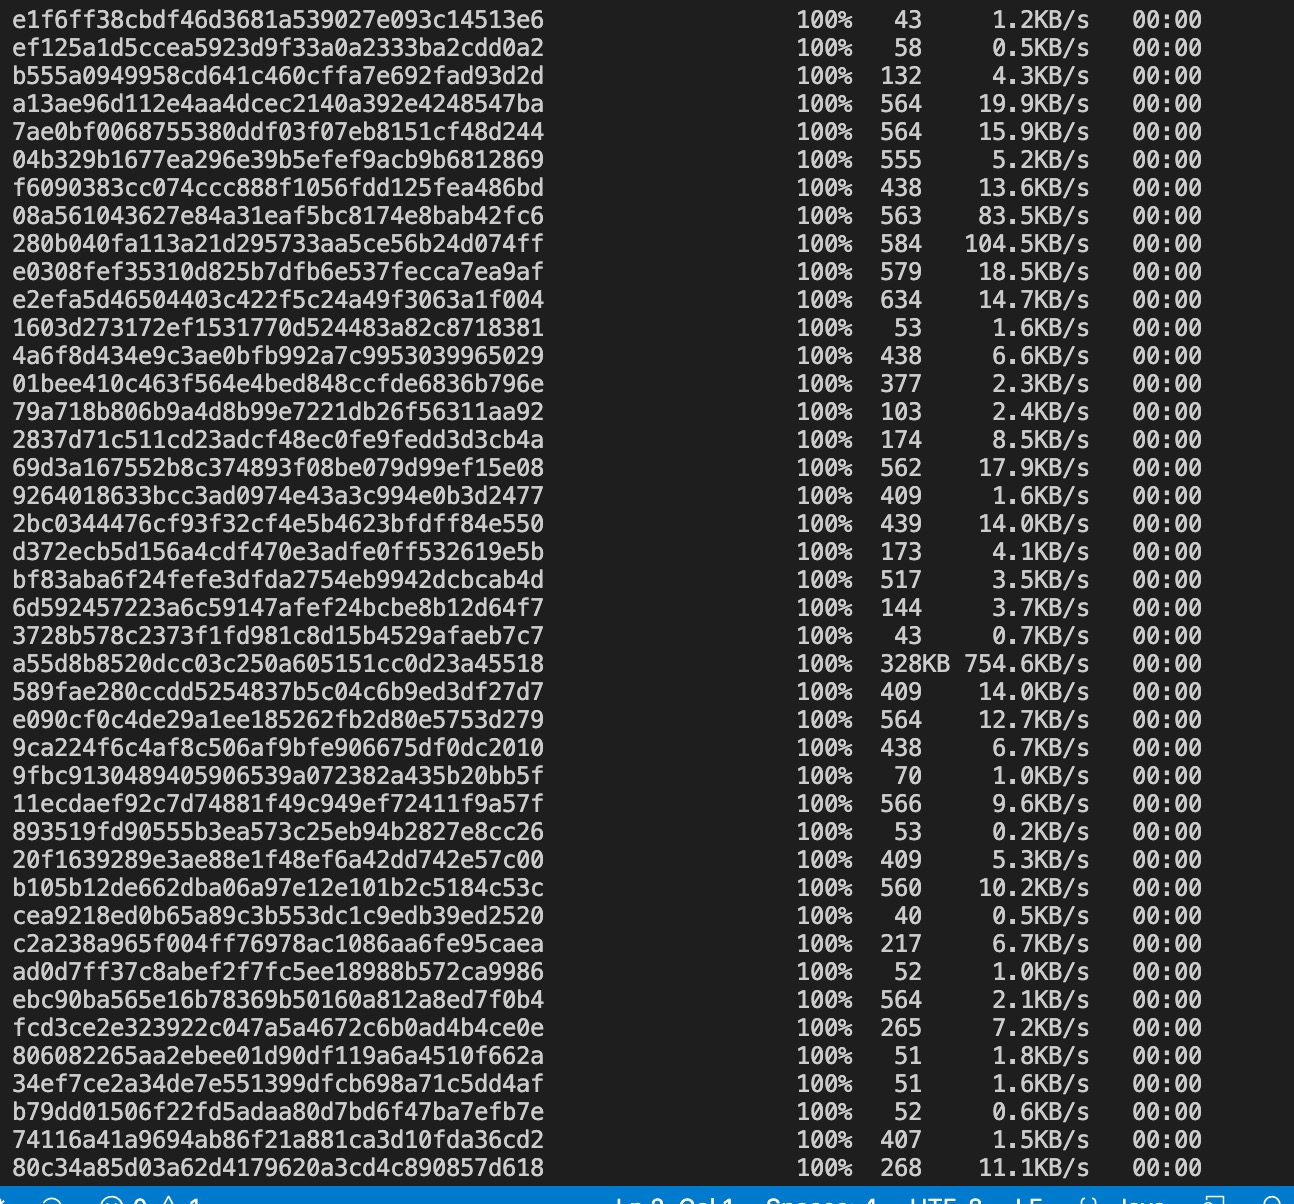 e1f6ff38cbdf46d3681a539027e093c14513e6 100% 43 1.2KB/s 00:00
ef125a1d5ccea5923d9f33a0a2333ba2cdd0a2 100% 58 0.5KB/s 00:00
b555a0949958cd641c460cffa7e692fad93d2d 100% 132 4.3KB/s 00:00
a13ae96d112e4aa4dcec2140a392e4248547ba 100% 564 19.9KB/s 00:00
7ae0bf0068755380ddf03f07eb8151cf48d244 100% 564 15.9KB/s 00:00
04b329b1677ea296e39b5efef9acb9b6812869 100% 555 5.2KB/s 00:00
f6090383cc074ccc888f1056fdd125fea486bd 100% 438 13.6KB/s 00:00
08a561043627e84a31eaf5bc8174e8bab42fc6 100% 563 83.5KB/s 00:00
280b040fa113a21d295733aa5ce56b24d074ff 100% 584 104.5KB/s 00:00
e0308fef35310d825b7dfb6e537fecca7ea9af 100% 579 18.5KB/s 00:00
e2efa5d46504403c422f5c24a49f3063a1f004 100% 634 14.7KB/s 00:00
1603d273172ef1531770d524483a82c8718381 100% 53 1.6KB/s 00:00
4a6f8d434e9c3ae0bfb992a7c9953039965029 100% 438 6.6KB/s 00:00
01bee410c463f564e4bed848ccfde6836b796e 100% 377 2.3KB/s 00:00
79a718b806b9a4d8b99e7221db26f56311aa92 100% 103 2.4KB/s 00:00
2837d71c511cd23adcf48ec0fe9fedd3d3cb4a 100% 174 8.5KB/s 00:00
69d3a167552b8c374893f08be079d99ef15e08 100% 562 17.9KB/s 00:00
9264018633bcc3ad0974e43a3c994e0b3d2477 100% 409 1.6KB/s 00:00
2bc0344476cf93f32cf4e5b4623bfdff84e550 100% 439 14.0KB/s 00:00
d372ecb5d156a4cdf470e3adfe0ff532619e5b 100% 173 4.1KB/s 00:00
bf83aba6f24fefe3dfda2754eb9942dcbcab4d 100% 517 3.5KB/s 00:00
6d592457223a6c59147afef24bcbe8b12d64f7 100% 144 3.7KB/s 00:00
3728b578c2373f1fd981c8d15b4529afaeb7c7 100% 43 0.7KB/s 00:00
a55d8b8520dcc03c250a605151cc0d23a45518 100% 328KB 754.6KB/s 00:00
589fae280ccdd5254837b5c04c6b9ed3df27d7 100% 409 14.0KB/s 00:00
e090cf0c4de29a1ee185262fb2d80e5753d279 100% 564 12.7KB/s 00:00
9ca224f6c4af8c506af9bfe906675df0dc2010 100% 438 6.7KB/s 00:00
9fbc9130489405906539a072382a435b20bb5f 100% 70 1.0KB/s 00:00
11ecdaef92c7d74881f49c949ef72411f9a57f 100% 566 9.6KB/s 00:00
893519fd90555b3ea573c25eb94b2827e8cc26 100% 53 0.2KB/s 00:00
20f1639289e3ae88e1f48ef6a42dd742e57c00 100% 409 5.3KB/s 00:00
b105b12de662dba06a97e12e101b2c5184c53c 100% 560 10.2KB/s 00:00
cea9218ed0b65a89c3b553dc1c9edb39ed2520 100% 40 0.5KB/s 00:00
c2a238a965f004ff76978ac1086aa6fe95caea 100% 217 6.7KB/s 00:00
ad0d7ff37c8abef2f7fc5ee18988b572ca9986 100% 52 1.0KB/s 00:00
ebc90ba565e16b78369b50160a812a8ed7f0b4 100% 564 2.1KB/s 00:00
fcd3ce2e323922c047a5a4672c6b0ad4b4ce0e 100% 265 7.2KB/s 00:00
806082265aa2ebee01d90df119a6a4510f662a 100% 51 1.8KB/s 00:00
34ef7ce2a34de7e551399dfcb698a71c5dd4af 100% 51 1.6KB/s 00:00
b79dd01506f22fd5adaa80d7bd6f47ba7efb7e 100% 52 0.6KB/s 00:00
74116a41a9694ab86f21a881ca3d10fda36cd2 100% 407 1.5KB/s 00:00
80c34a85d03a62d4179620a3cd4c890857d618 100% 268 11.1KB/s 00:00